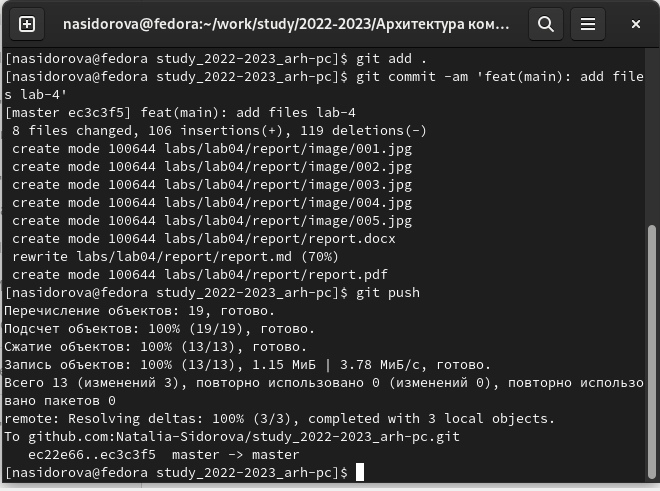 nasidorova@fedora:~/work/study/2022-2023/Архитектура ком...
[nasidorova@fedora study_2022-2023_arh-pc]$ git add .
[nasidorova@fedora study_2022-2023_arh-pc]$ git commit -am 'feat(main): add file
s lab-4'
[master ec3c3f5] feat(main): add files lab-4
 8 files changed, 106 insertions(+), 119 deletions(-)
 create mode 100644 labs/lab04/report/image/001.jpg
 create mode 100644 labs/lab04/report/image/002.jpg
 create mode 100644 labs/lab04/report/image/003.jpg
 create mode 100644 labs/lab04/report/image/004.jpg
 create mode 100644 labs/lab04/report/image/005.jpg
 create mode 100644 labs/lab04/report/report.docx
 rewrite labs/lab04/report/report.md (70%)
 create mode 100644 labs/lab04/report/report.pdf
[nasidorova@fedora study_2022-2023_arh-pc]$ git push
Перечисление объектов: 19, готово.
Подсчет объектов: 100% (19/19), готово.
Сжатие объектов: 100% (13/13), готово.
Запись объектов: 100% (13/13), 1.15 МиБ | 3.78 МиБ/с, готово.
Всего 13 (изменений 3), повторно использовано 0 (изменений 0), повторно использо
вано пакетов 0
remote: Resolving deltas: 100% (3/3), completed with 3 local objects.
To github.com:Natalia-Sidorova/study_2022-2023_arh-pc.git
   ec22e66..ec3c3f5  master -> master
[nasidorova@fedora study_2022-2023_arh-pc]$